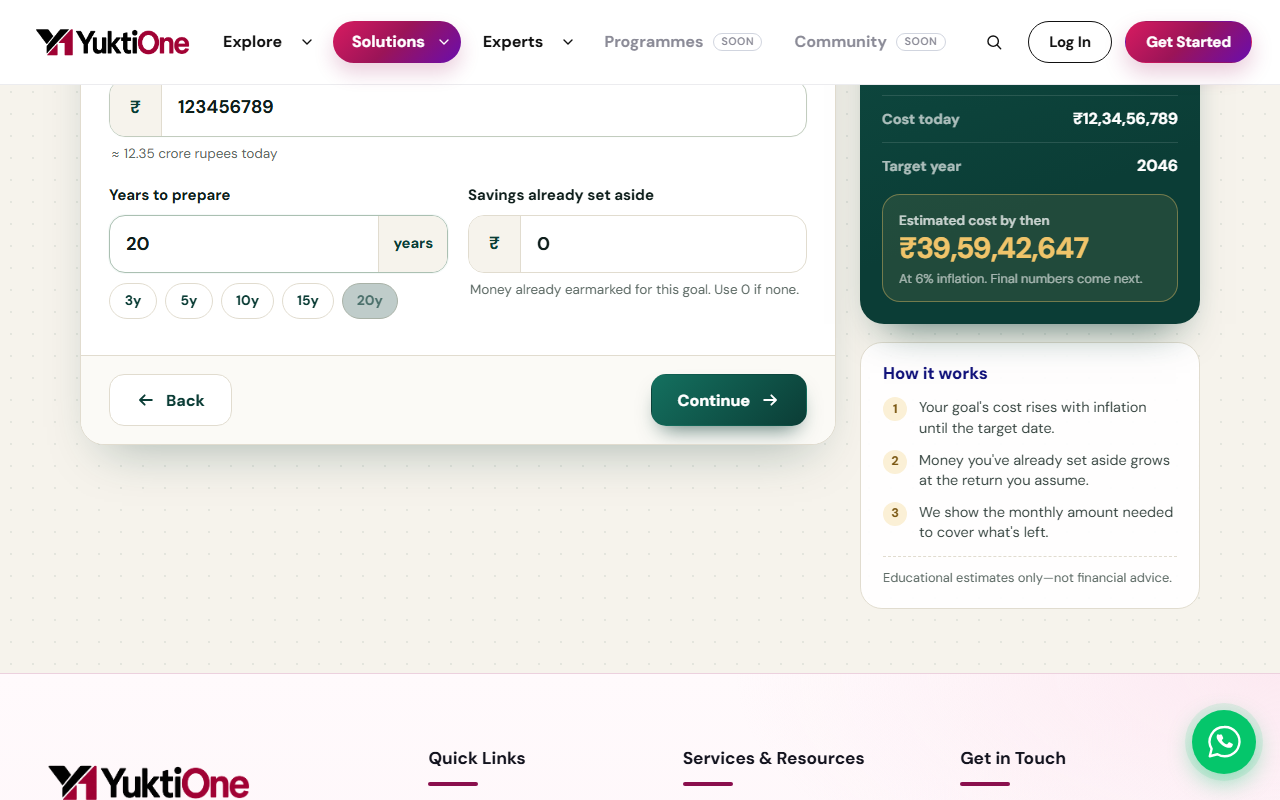 YuktiOne
Explore
Solutions
Experts
Programmes SOON
Community SOON
Log In
Get Started
₹ 123456789
≈ 12.35 crore rupees today
Years to prepare
20 years
3y 5y 10y 15y 20y
Savings already set aside
₹ 0
Money already earmarked for this goal. Use 0 if none.
← Back
Continue →
Cost today ₹12,34,56,789
Target year 2046
Estimated cost by then
₹39,59,42,647
At 6% inflation. Final numbers come next.
How it works
1 Your goal's cost rises with inflation
until the target date.
2 Money you've already set aside grows
at the return you assume.
3 We show the monthly amount needed
to cover what's left.
Educational estimates only—not financial advice.
YuktiOne
Quick Links
Services & Resources
Get in Touch